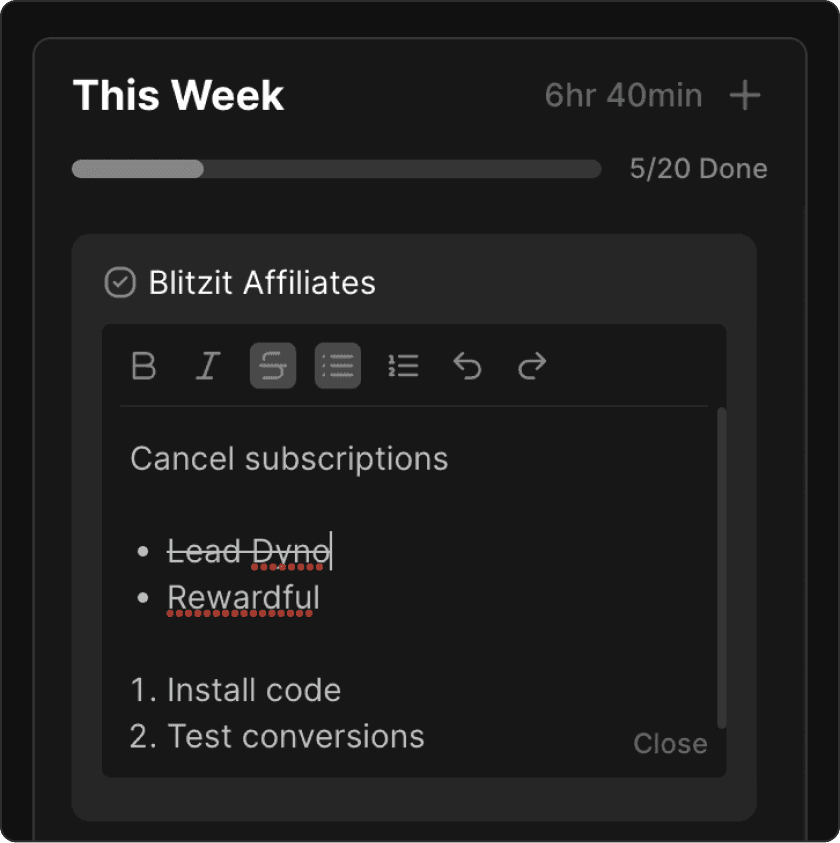 This Week
6hr 40min
5/20 Done
Blitzit Affiliates
B I S
Cancel subscriptions
• Lead Dyno
• Rewardful
1. Install code
2. Test conversions
Close